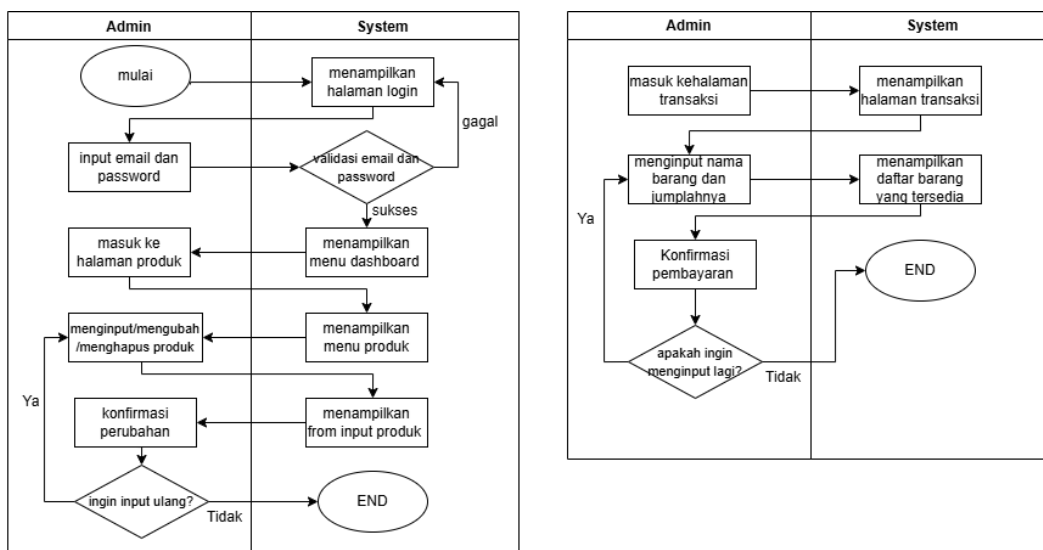 Admin
System
mulai
menampilkan
halaman login
gagal
input email dan
password
validasi email dan
password
sukses
masuk ke
halaman produk
menampilkan
menu dashboard
menginput/mengubah
/menghapus produk
menampilkan
menu produk
Ya
konfirmasi
perubahan
menampilkan
from input produk
ingin input ulang?
Tidak
END
Admin
System
masuk kehalaman
transaksi
menampilkan
halaman transaksi
menginput nama
barang dan
jumplahnya
menampilkan
daftar barang
yang tersedia
Ya
Konfirmasi
pembayaran
END
apakah ingin
menginput lagi?
Tidak